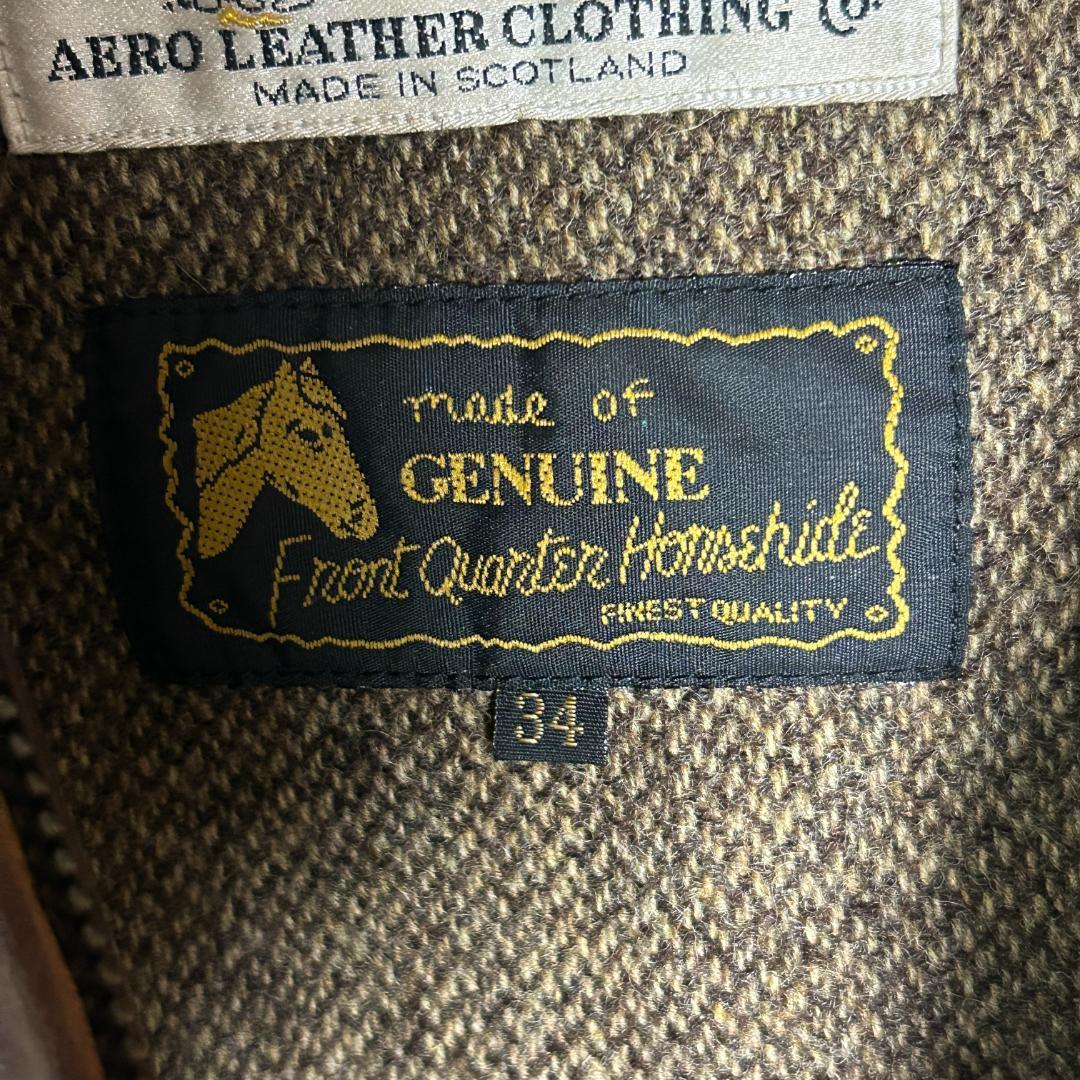 AERO LEATHER CLOTHING Co.
MADE IN SCOTLAND
made of
GENUINE
Front Quarter Horsehide
FINEST QUALITY
34